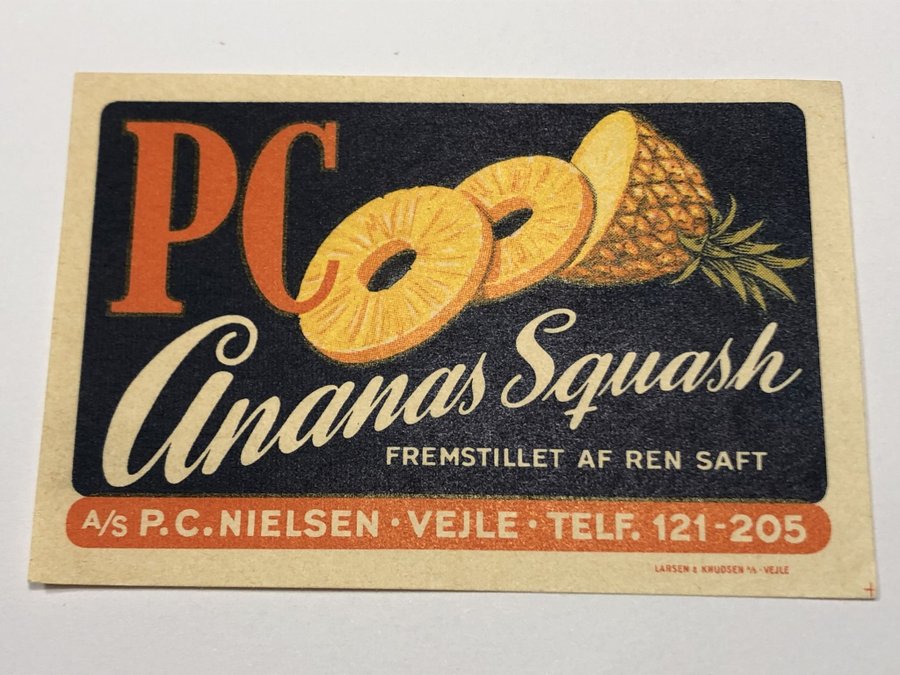 PC
Ananas Squash
FREMSTILLET AF REN SAFT
A/S P.C. NIELSEN · VEJLE · TELF. 121-205
LARSEN & KNUDSEN A/S · VEJLE